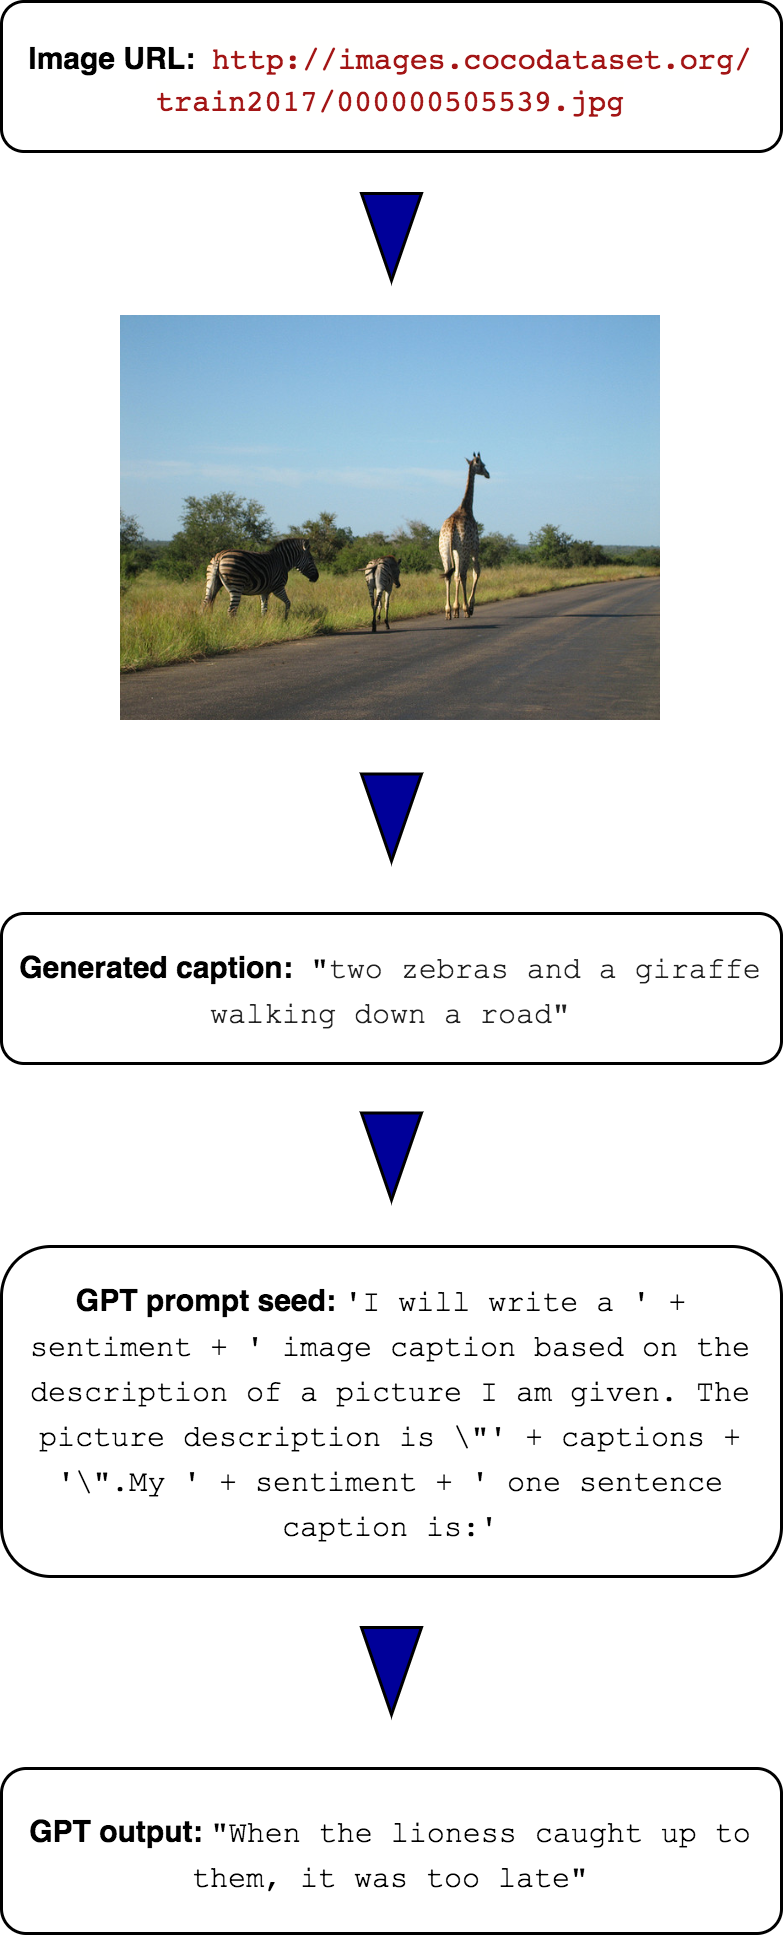 Image URL: http://images.cocodataset.org/
train2017/000000505539.jpg
Generated caption: "two zebras and a giraffe
walking down a road"
GPT prompt seed: 'I will write a ' +
sentiment + ' image caption based on the
description of a picture I am given. The
picture description is \"' + captions +
'\".My ' + sentiment + ' one sentence
caption is:'
GPT output: "When the lioness caught up to
them, it was too late"